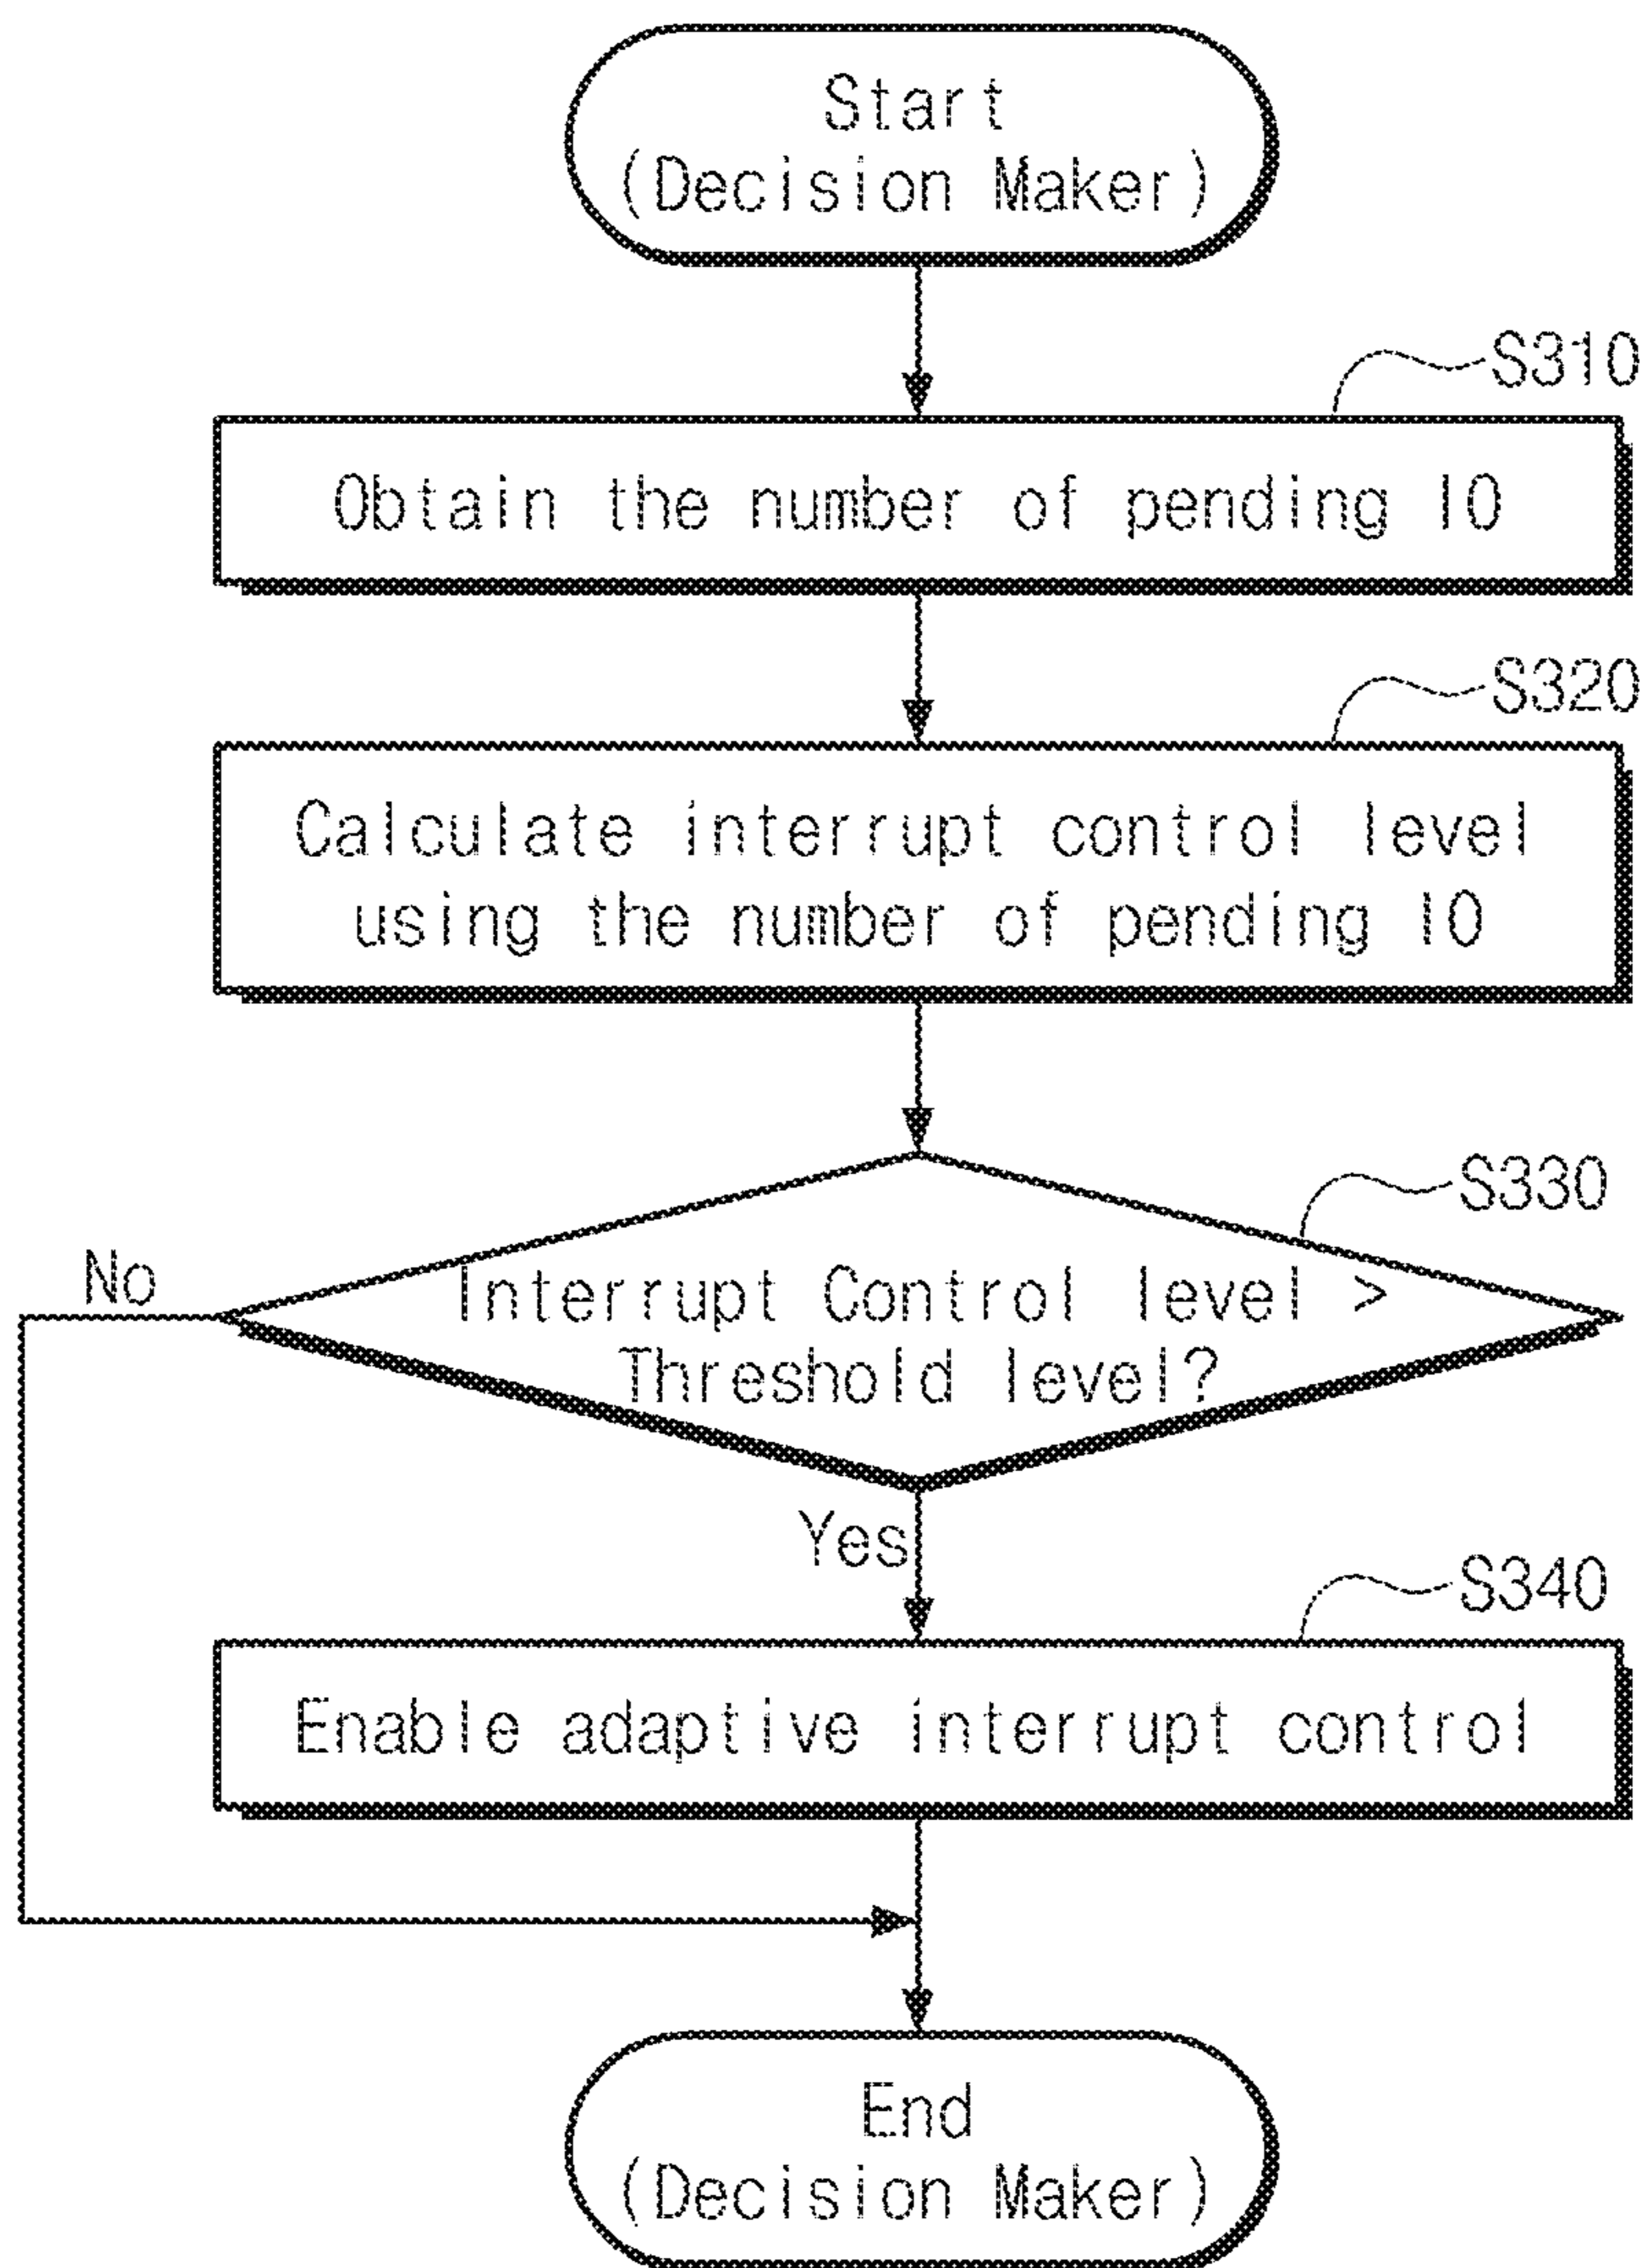 Start
(Decision Maker)
S310
Obtain the number of pending IO
S320
Calculate interrupt control level
using the number of pending IO
S330
No
Interrupt Control level >
Threshold level?
Yes
S340
Enable adaptive interrupt control
End
(Decision Maker)